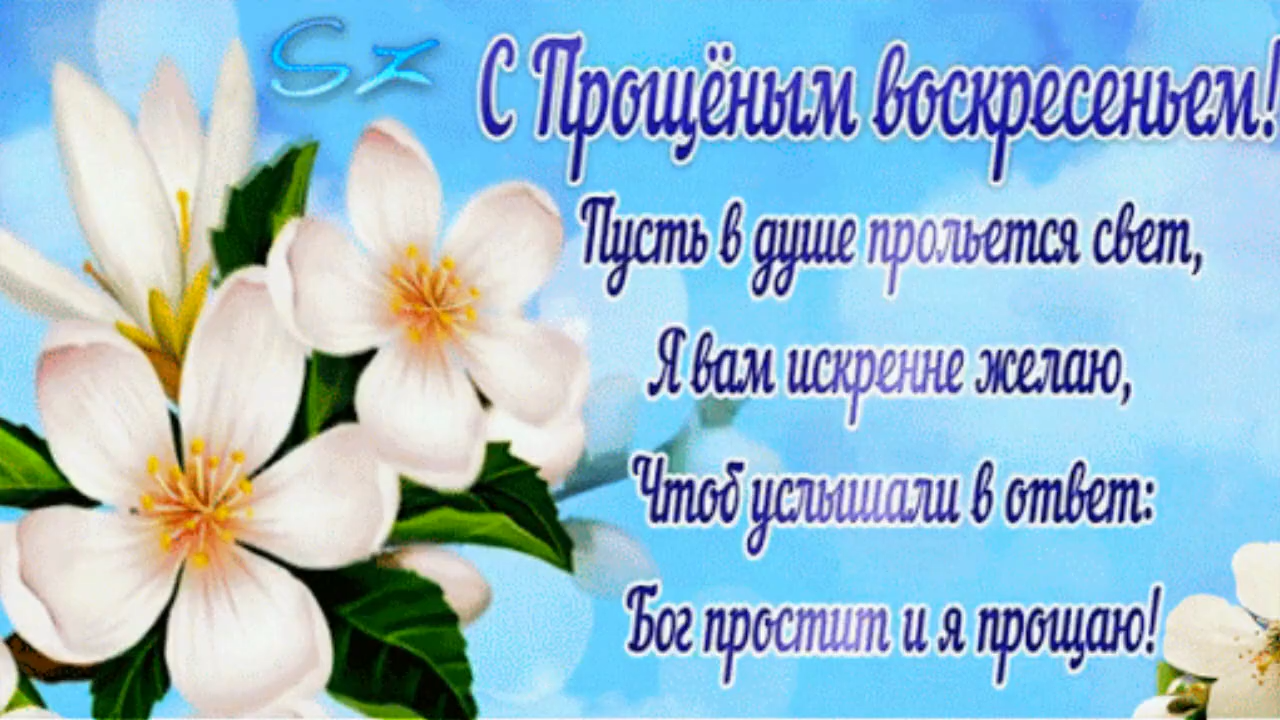 Sz
С Прощёным воскресеньем!
Пусть в душе прольется свет,
Я вам искренне желаю,
Чтоб услышали в ответ:
Бог простит и я прощаю!